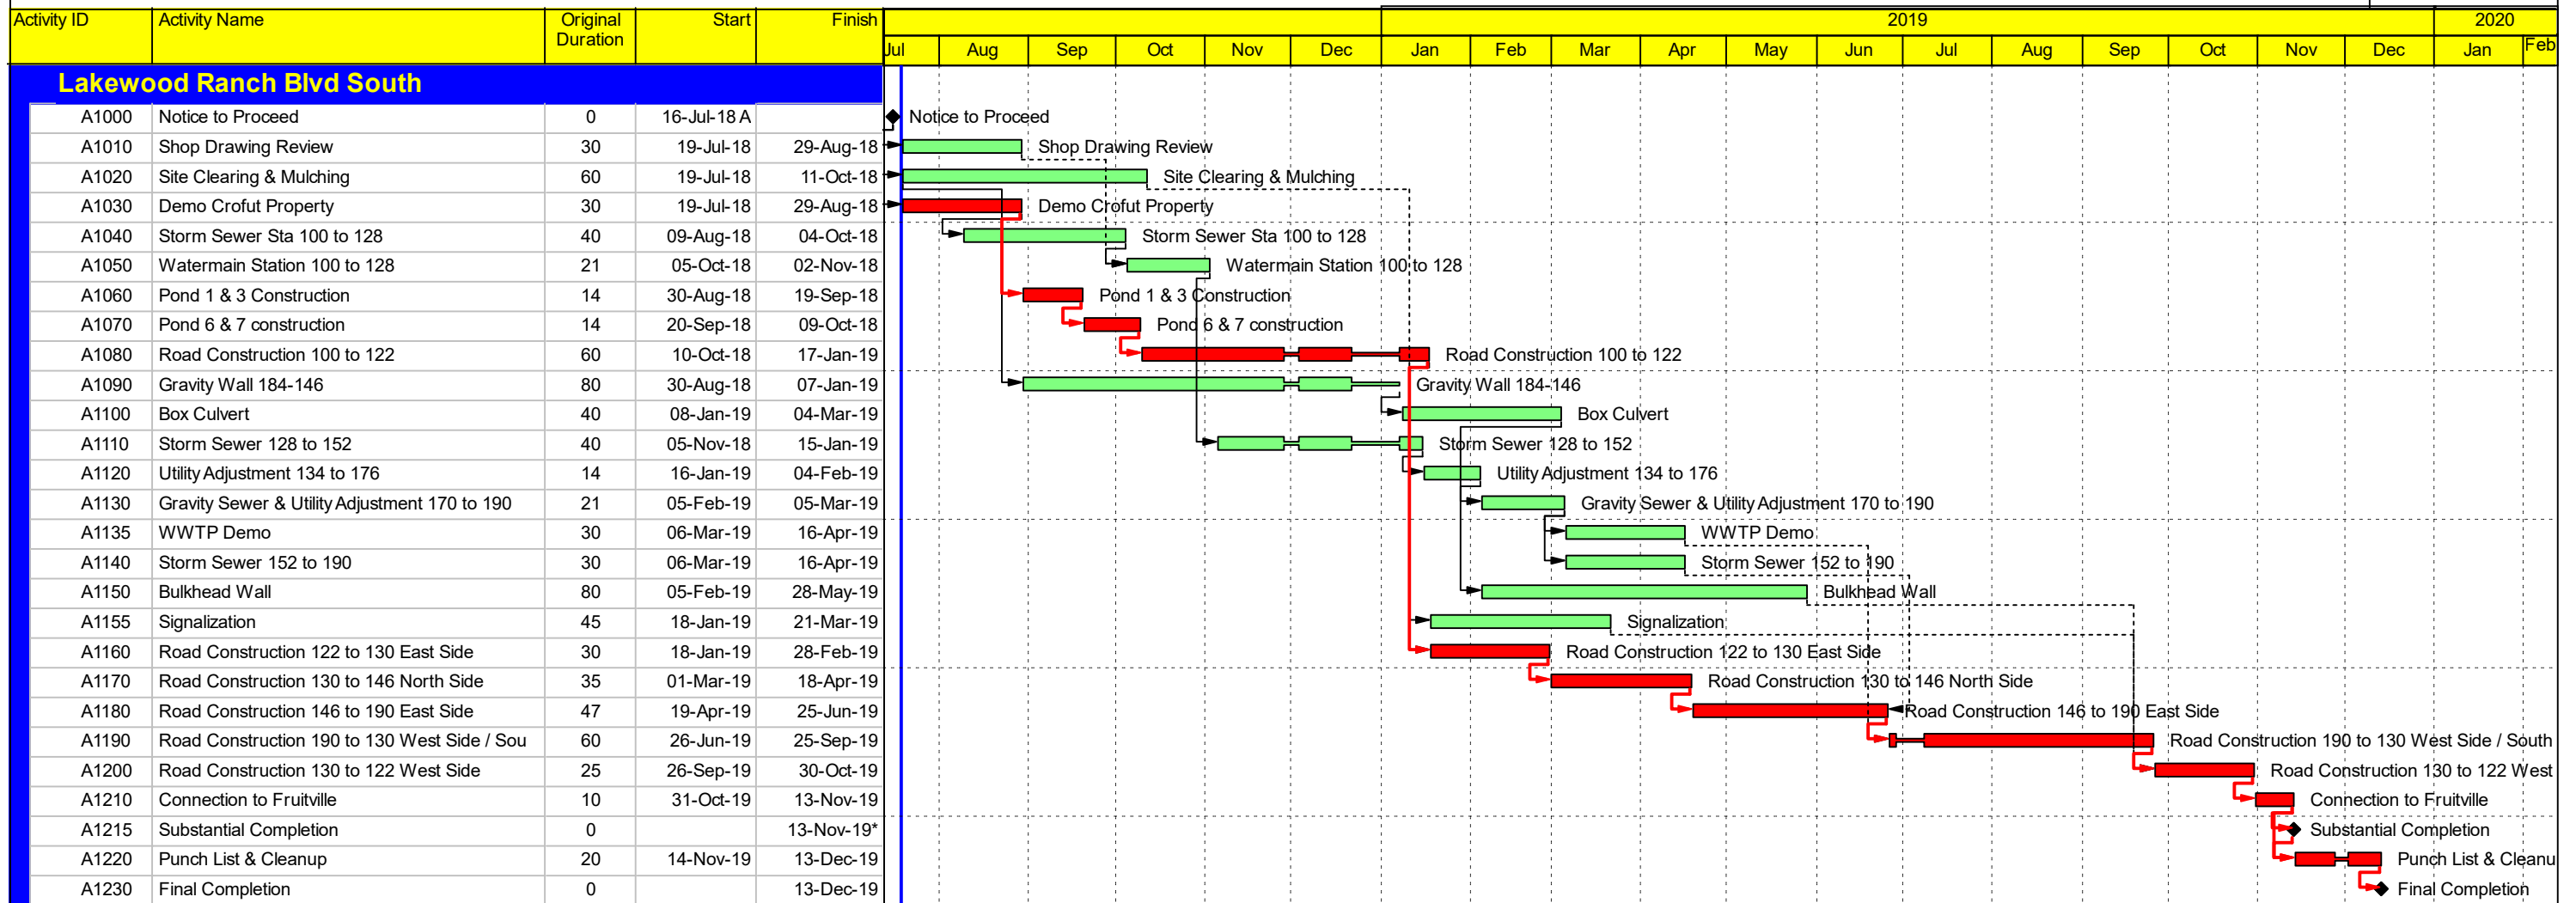 Activity ID Activity Name Original Duration Start Finish
2019 2020
Jul Aug Sep Oct Nov Dec Jan Feb Mar Apr May Jun Jul Aug Sep Oct Nov Dec Jan Feb
Lakewood Ranch Blvd South
A1000 Notice to Proceed 0 16-Jul-18 A Notice to Proceed
A1010 Shop Drawing Review 30 19-Jul-18 29-Aug-18 Shop Drawing Review
A1020 Site Clearing & Mulching 60 19-Jul-18 11-Oct-18 Site Clearing & Mulching
A1030 Demo Crofut Property 30 19-Jul-18 29-Aug-18 Demo Crofut Property
A1040 Storm Sewer Sta 100 to 128 40 09-Aug-18 04-Oct-18 Storm Sewer Sta 100 to 128
A1050 Watermain Station 100 to 128 21 05-Oct-18 02-Nov-18 Watermain Station 100 to 128
A1060 Pond 1 & 3 Construction 14 30-Aug-18 19-Sep-18 Pond 1 & 3 Construction
A1070 Pond 6 & 7 construction 14 20-Sep-18 09-Oct-18 Pond 6 & 7 construction
A1080 Road Construction 100 to 122 60 10-Oct-18 17-Jan-19 Road Construction 100 to 122
A1090 Gravity Wall 184-146 80 30-Aug-18 07-Jan-19 Gravity Wall 184-146
A1100 Box Culvert 40 08-Jan-19 04-Mar-19 Box Culvert
A1110 Storm Sewer 128 to 152 40 05-Nov-18 15-Jan-19 Storm Sewer 128 to 152
A1120 Utility Adjustment 134 to 176 14 16-Jan-19 04-Feb-19 Utility Adjustment 134 to 176
A1130 Gravity Sewer & Utility Adjustment 170 to 190 21 05-Feb-19 05-Mar-19 Gravity Sewer & Utility Adjustment 170 to 190
A1135 WWTP Demo 30 06-Mar-19 16-Apr-19 WWTP Demo
A1140 Storm Sewer 152 to 190 30 06-Mar-19 16-Apr-19 Storm Sewer 152 to 190
A1150 Bulkhead Wall 80 05-Feb-19 28-May-19 Bulkhead Wall
A1155 Signalization 45 18-Jan-19 21-Mar-19 Signalization
A1160 Road Construction 122 to 130 East Side 30 18-Jan-19 28-Feb-19 Road Construction 122 to 130 East Side
A1170 Road Construction 130 to 146 North Side 35 01-Mar-19 18-Apr-19 Road Construction 130 to 146 North Side
A1180 Road Construction 146 to 190 East Side 47 19-Apr-19 25-Jun-19 Road Construction 146 to 190 East Side
A1190 Road Construction 190 to 130 West Side / Sou 60 26-Jun-19 25-Sep-19 Road Construction 190 to 130 West Side / South
A1200 Road Construction 130 to 122 West Side 25 26-Sep-19 30-Oct-19 Road Construction 130 to 122 West
A1210 Connection to Fruitville 10 31-Oct-19 13-Nov-19 Connection to Fruitville
A1215 Substantial Completion 0 13-Nov-19* Substantial Completion
A1220 Punch List & Cleanup 20 14-Nov-19 13-Dec-19 Punch List & Cleanu
A1230 Final Completion 0 13-Dec-19 Final Completion